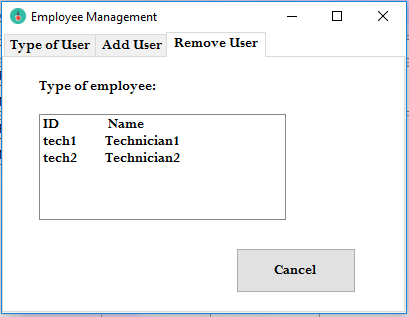 Employee Management
Type of User Add User Remove User
Type of employee:
ID Name
tech1 Technician1
tech2 Technician2
Cancel